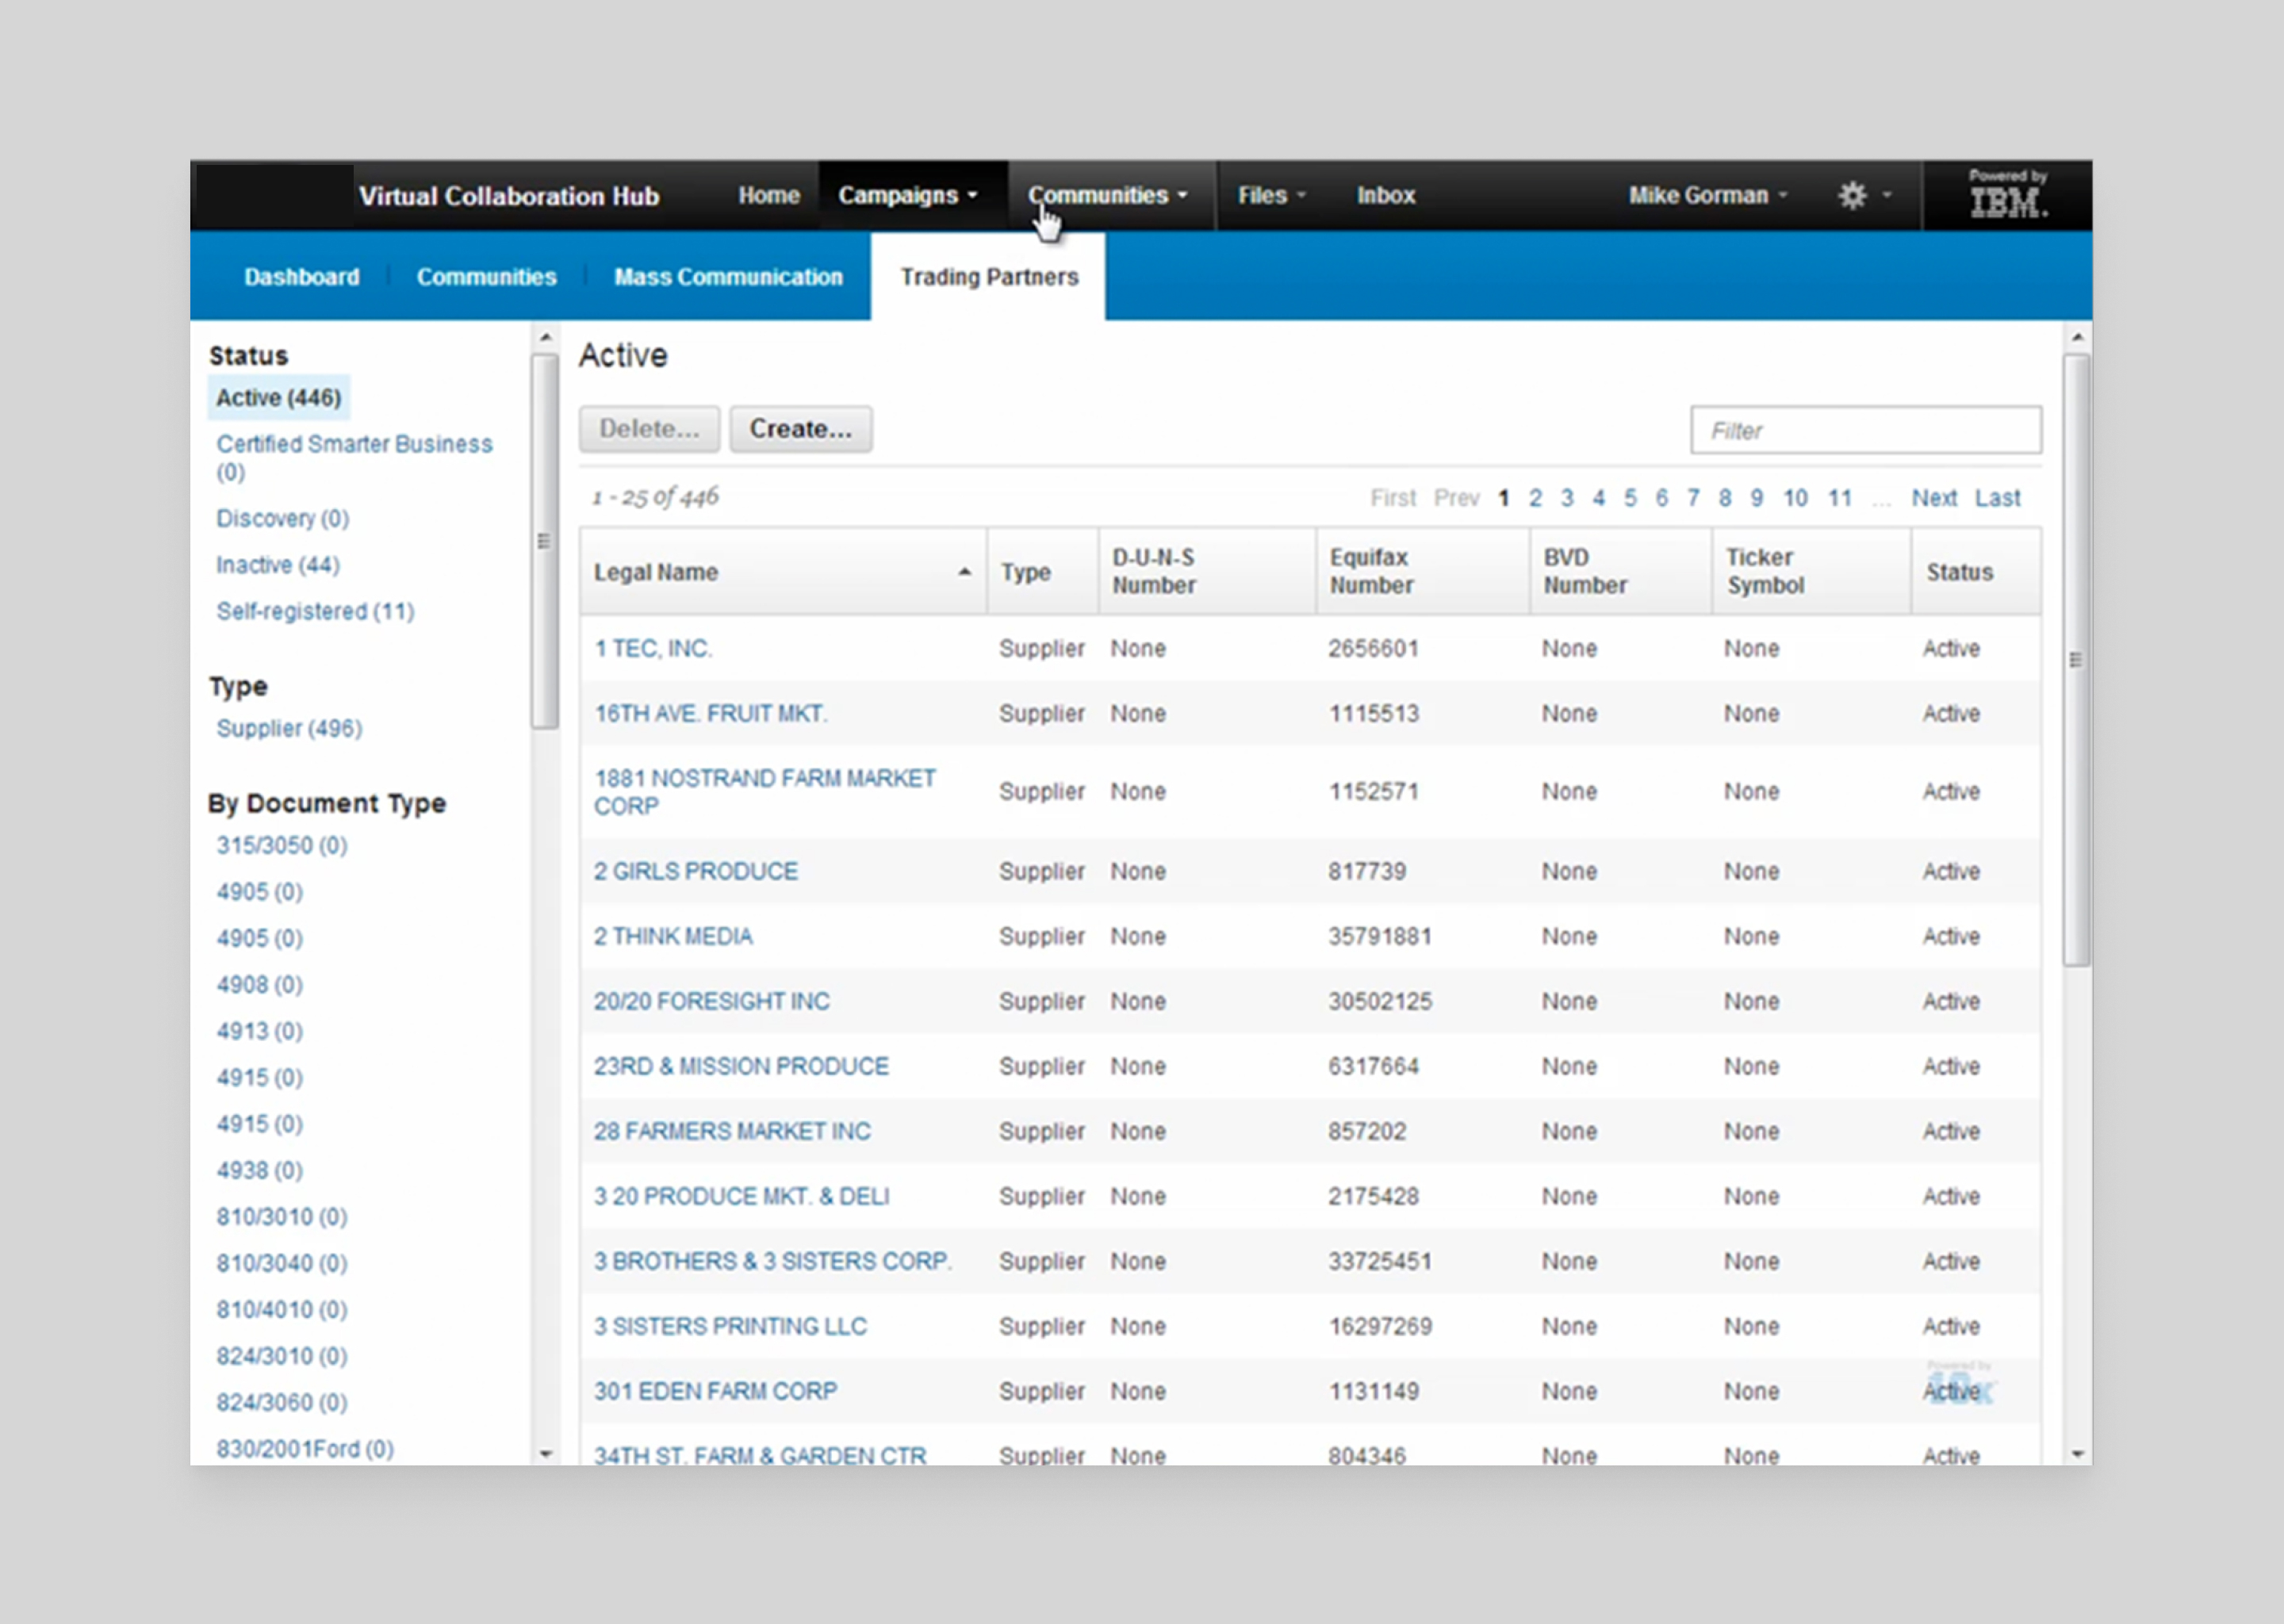 Virtual Collaboration Hub Home Campaigns Communities Files Inbox Mike Gorman Powered by IBM.
Dashboard Communities Mass Communication Trading Partners
Status
Active (446)
Certified Smarter Business
(0)
Discovery (0)
Inactive (44)
Self-registered (11)
Type
Supplier (496)
By Document Type
315/3050 (0)
4905 (0)
4905 (0)
4908 (0)
4913 (0)
4915 (0)
4915 (0)
4938 (0)
810/3010 (0)
810/3040 (0)
810/4010 (0)
824/3010 (0)
824/3060 (0)
830/2001Ford (0)
Active
Delete... Create... Filter
1 - 25 of 446 First Prev 1 2 3 4 5 6 7 8 9 10 11 ... Next Last
Legal Name Type D-U-N-S Number Equifax Number BVD Number Ticker Symbol Status
1 TEC, INC. Supplier None 2656601 None None Active
16TH AVE. FRUIT MKT. Supplier None 1115513 None None Active
1881 NOSTRAND FARM MARKET
CORP Supplier None 1152571 None None Active
2 GIRLS PRODUCE Supplier None 817739 None None Active
2 THINK MEDIA Supplier None 35791881 None None Active
20/20 FORESIGHT INC Supplier None 30502125 None None Active
23RD & MISSION PRODUCE Supplier None 6317664 None None Active
28 FARMERS MARKET INC Supplier None 857202 None None Active
3 20 PRODUCE MKT. & DELI Supplier None 2175428 None None Active
3 BROTHERS & 3 SISTERS CORP. Supplier None 33725451 None None Active
3 SISTERS PRINTING LLC Supplier None 16297269 None None Active
Powered by
301 EDEN FARM CORP Supplier None 1131149 None None Active
34TH ST. FARM & GARDEN CTR Supplier None 804346 None None Active